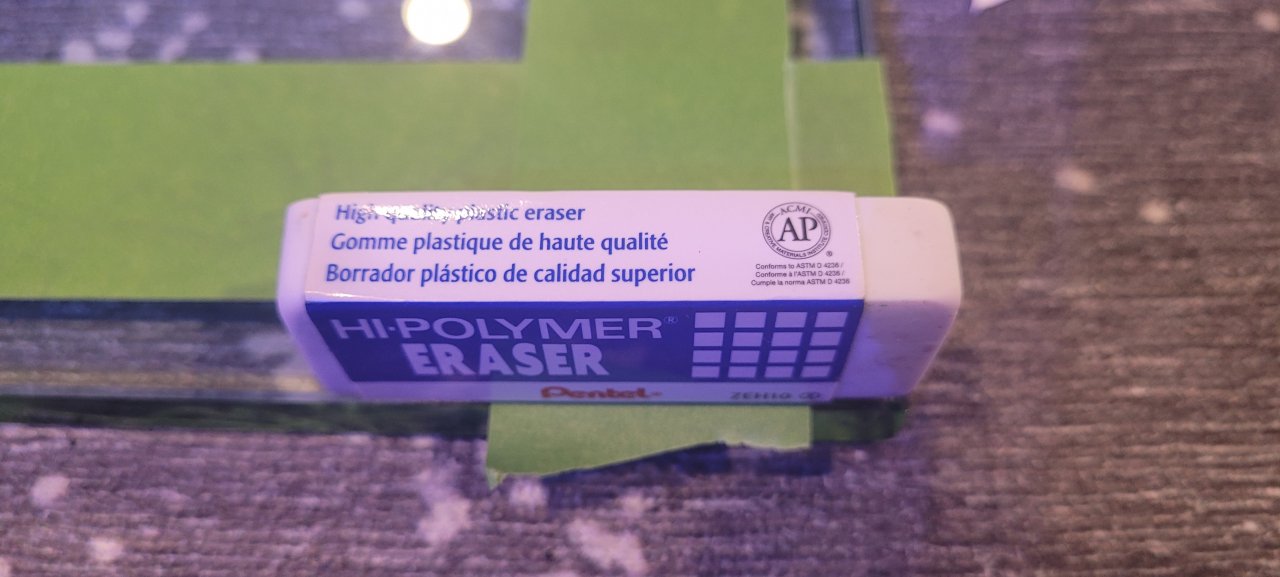 High quality plastic eraser
Gomme plastique de haute qualité
Borrador plástico de calidad superior
ACMI
AP
®
Conforms to ASTM D 4236 /
Conforme à l'ASTM D 4236 /
Cumple la norma ASTM D 4236
HI-POLYMER®
ERASER
Pentel®